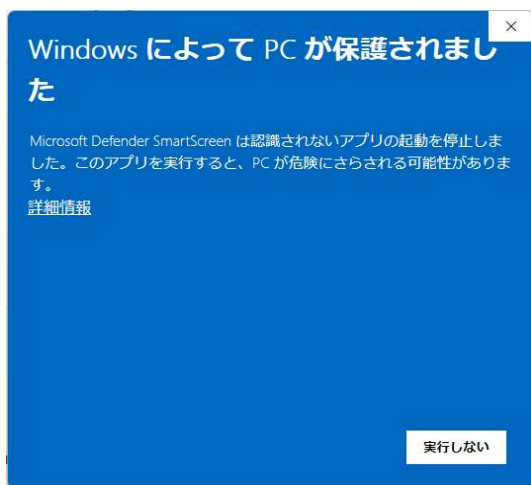 Windows によって PC が保護されまし
た
Microsoft Defender SmartScreen は認識されないアプリの起動を停止しま
した。このアプリを実行すると、PC が危険にさらされる可能性がありま
す。
詳細情報
実行しない